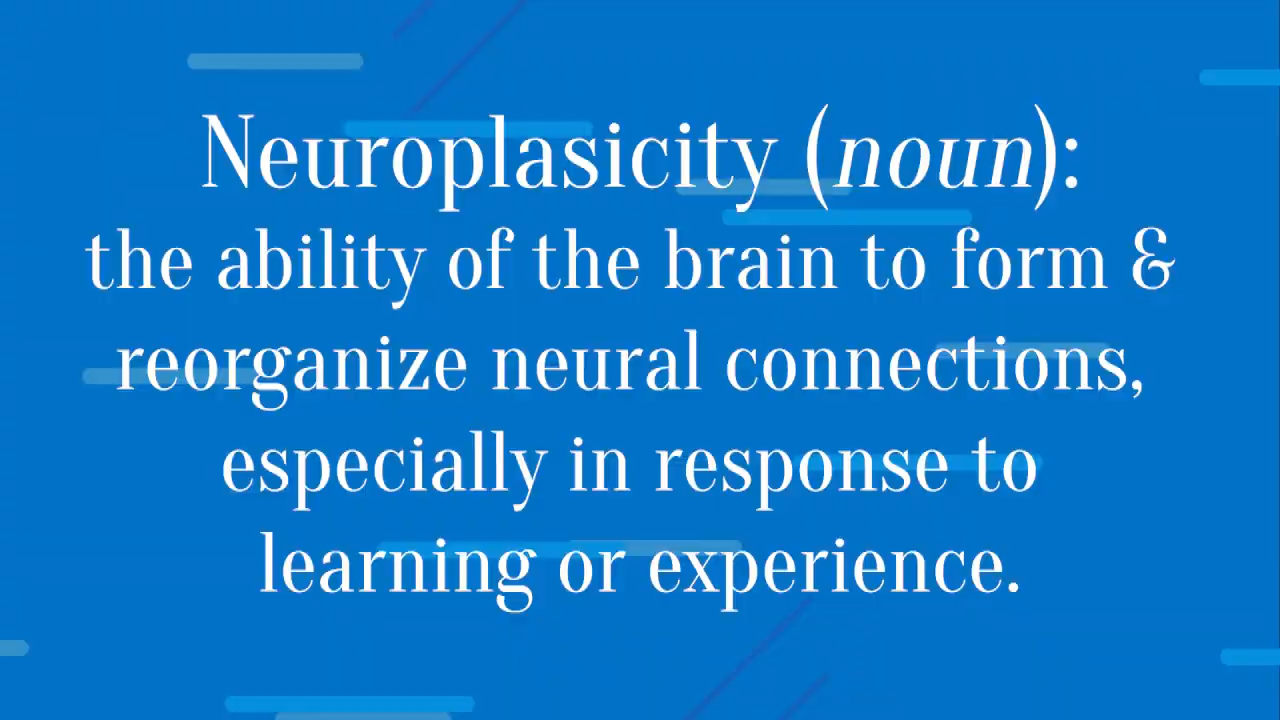 Neuroplasicity (noun):
the ability of the brain to form &
reorganize neural connections,
especially in response to
learning or experience.